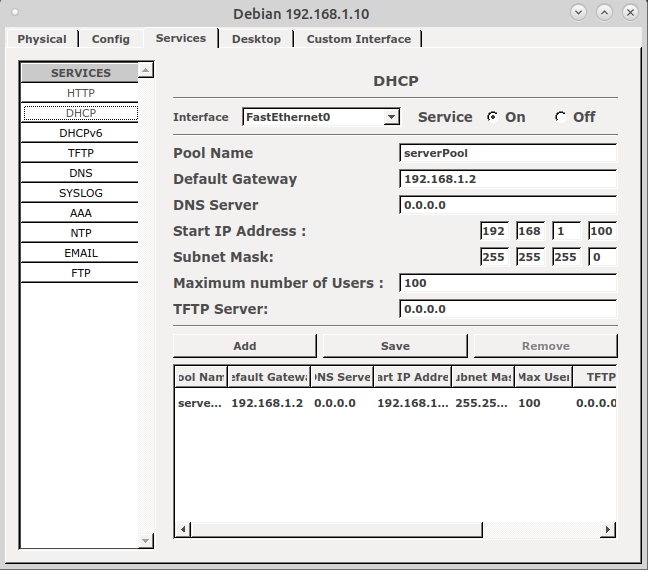 Debian 192.168.1.10
Physical Config Services Desktop Custom Interface
SERVICES
HTTP
DHCP
DHCPv6
TFTP
DNS
SYSLOG
AAA
NTP
EMAIL
FTP
DHCP
Interface FastEthernet0 Service On Off
Pool Name serverPool
Default Gateway 192.168.1.2
DNS Server 0.0.0.0
Start IP Address : 192 168 1 100
Subnet Mask: 255 255 255 0
Maximum number of Users : 100
TFTP Server: 0.0.0.0
Add Save Remove
ool Nam efault Gatewa NS Serve art IP Addre ubnet Mas Max User TFTP
serve... 192.168.1.2 0.0.0.0 192.168.1... 255.25... 100 0.0.0.0